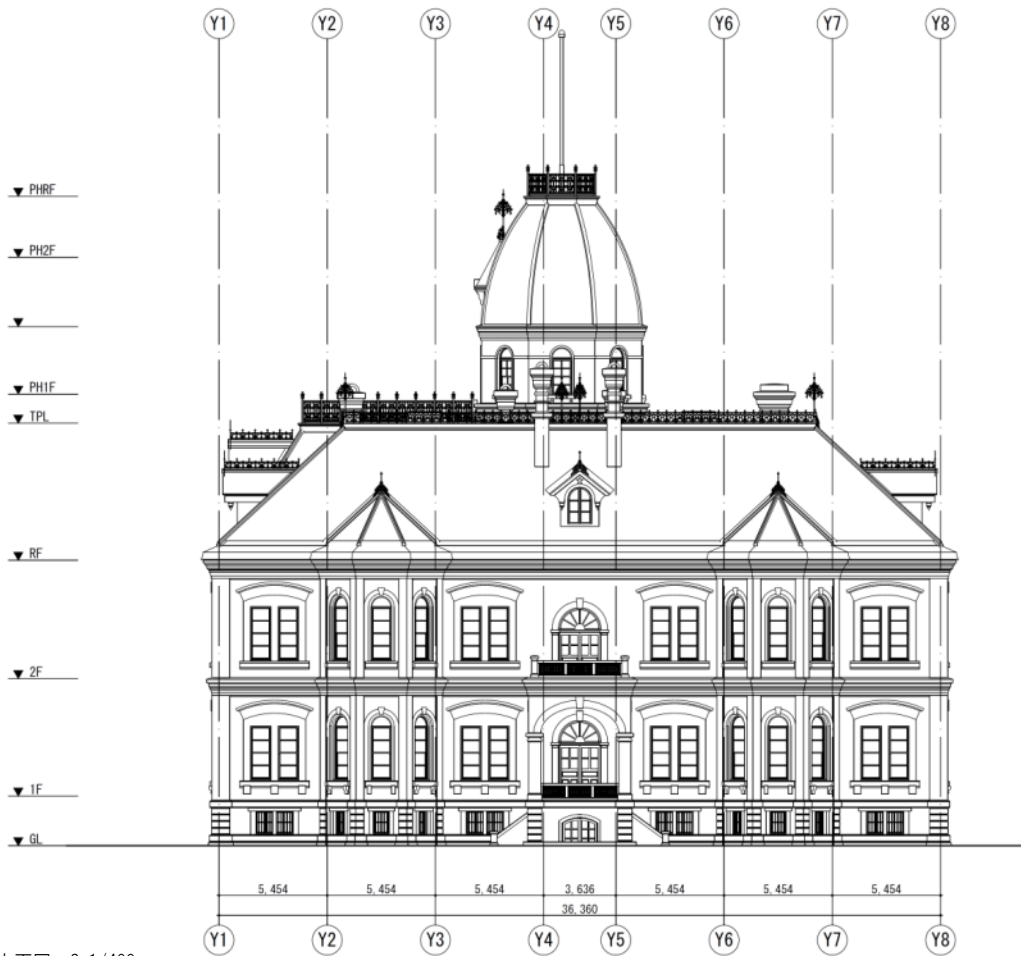 Y1 Y2 Y3 Y4 Y5 Y6 Y7 Y8
PHRF
PH2F
PH1F
TPL
RF
2F
1F
GL
5,454 5,454 5,454 3,636 5,454 5,454 5,454
36,360
Y1 Y2 Y3 Y4 Y5 Y6 Y7 Y8